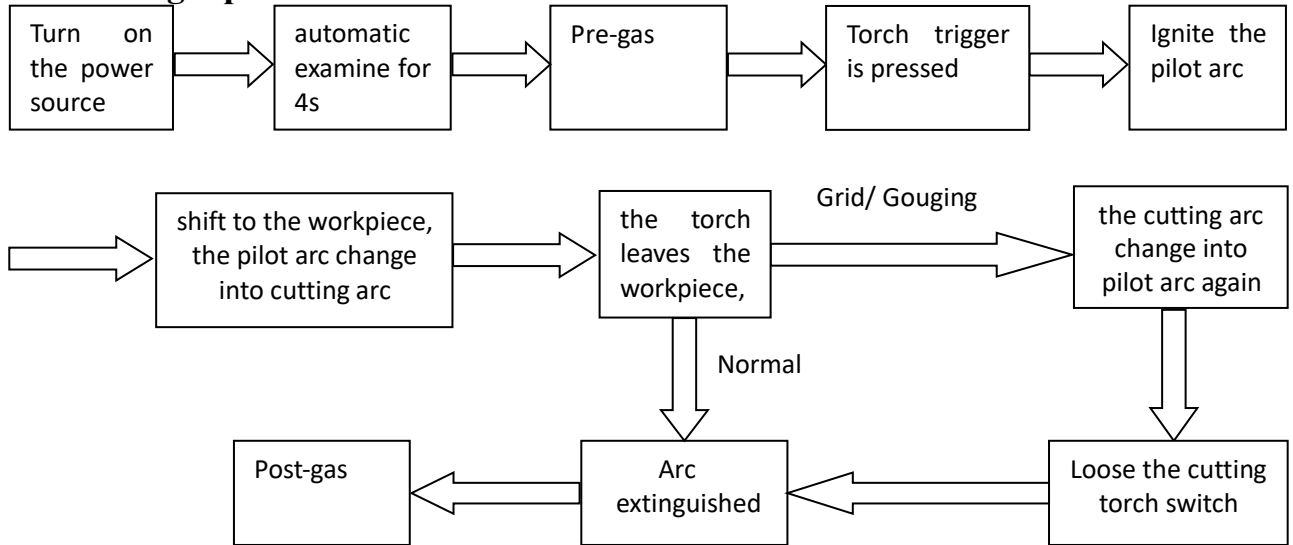 Turn on
the power
source
automatic
examine for
4s
Pre-gas
Torch trigger
is pressed
Ignite the
pilot arc
shift to the workpiece,
the pilot arc change
into cutting arc
the torch
leaves the
workpiece,
Grid/ Gouging
the cutting arc
change into
pilot arc again
Normal
Post-gas
Arc
extinguished
Loose the cutting
torch switch